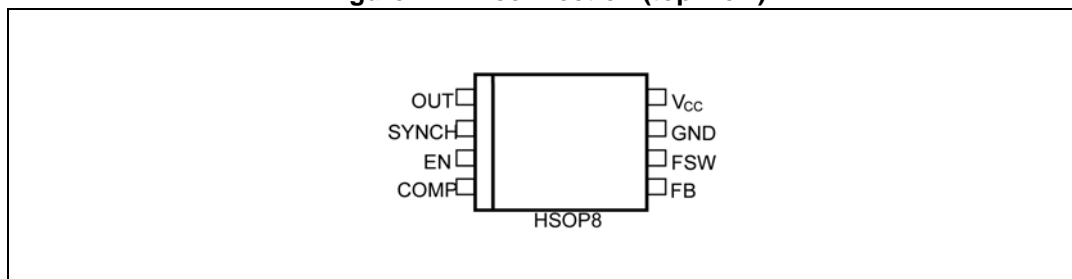 OUT
SYNCH
EN
COMP
VCC
GND
FSW
FB
HSOP8